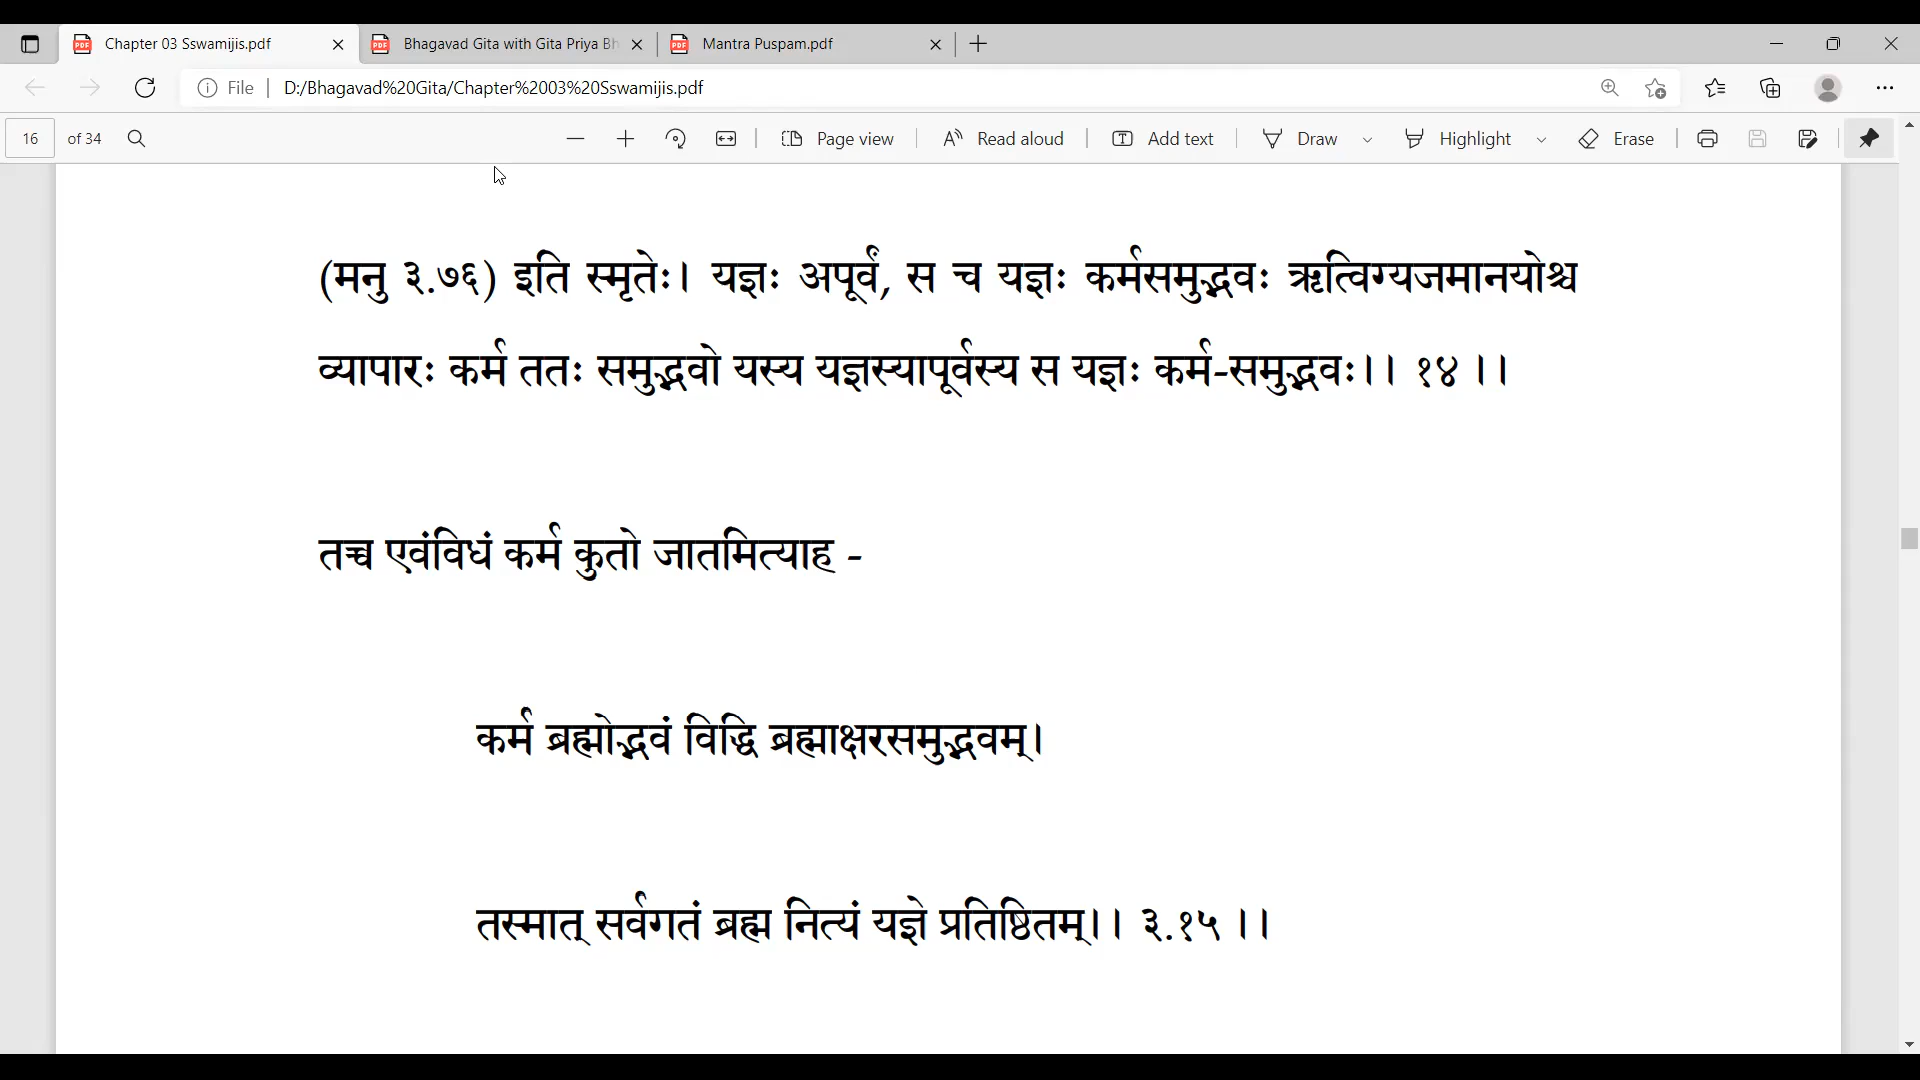 Chapter 03 Sswamijis.pdf
Bhagavad Gita with Gita Priya Bh
Mantra Puspam.pdf
File
D:/Bhagavad%20Gita/Chapter%2003%20Sswamijis.pdf
16 of 34
Page view
Read aloud
Add text
Draw
Highlight
Erase
(मनु ३.७६) इति स्मृतेः। यज्ञः अपूर्वं, स च यज्ञः कर्मसमुद्भवः ऋत्विग्यजमानयोश्च
व्यापारः कर्म ततः समुद्भवो यस्य यज्ञस्यापूर्वस्य स यज्ञः कर्म-समुद्भवः।। १४ ।।
तच्च एवंविधं कर्म कुतो जातमित्याह -
कर्म ब्रह्मोद्भवं विद्धि ब्रह्माक्षरसमुद्भवम्।
तस्मात् सर्वगतं ब्रह्म नित्यं यज्ञे प्रतिष्ठितम्।। ३.१५ ।।